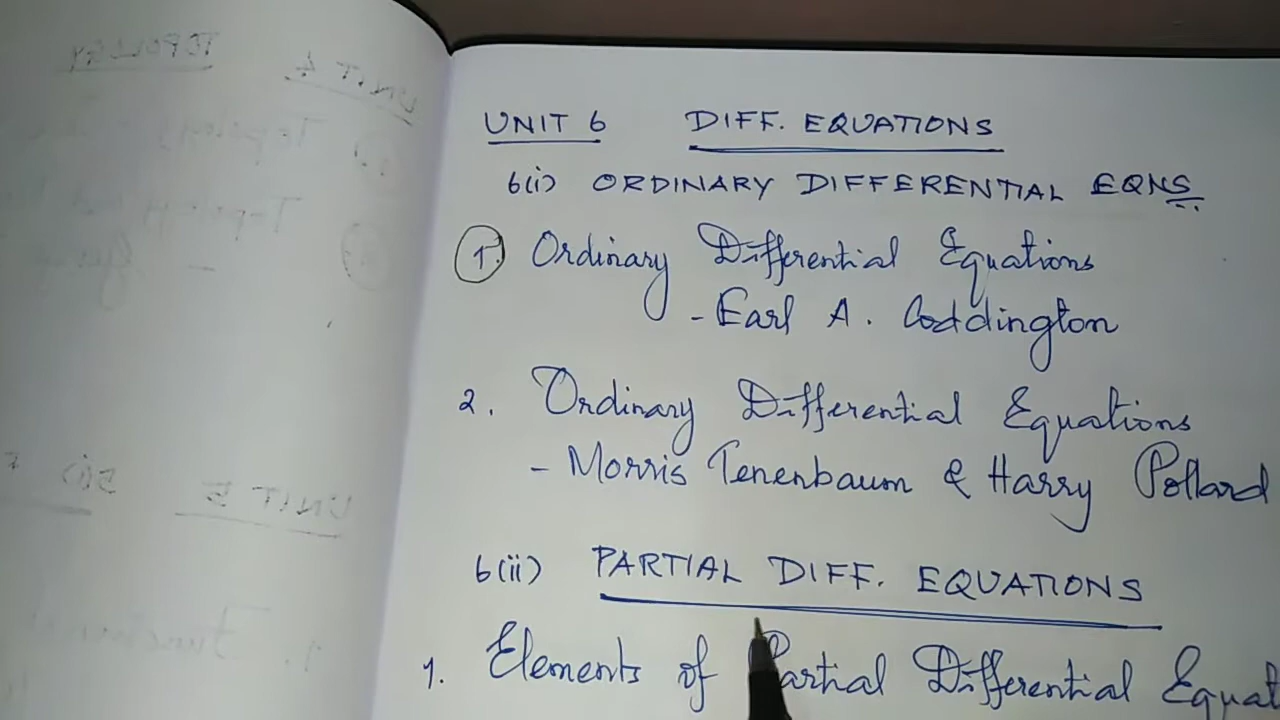 UNIT 6 DIFF. EQUATIONS
6(i) ORDINARY DIFFERENTIAL EQNS
1. Ordinary Differential Equations
- Earl A. Coddington
2. Ordinary Differential Equations
- Morris Tenenbaum & Harry Pollard
6(ii) PARTIAL DIFF. EQUATIONS
1. Elements of Partial Differential Equat